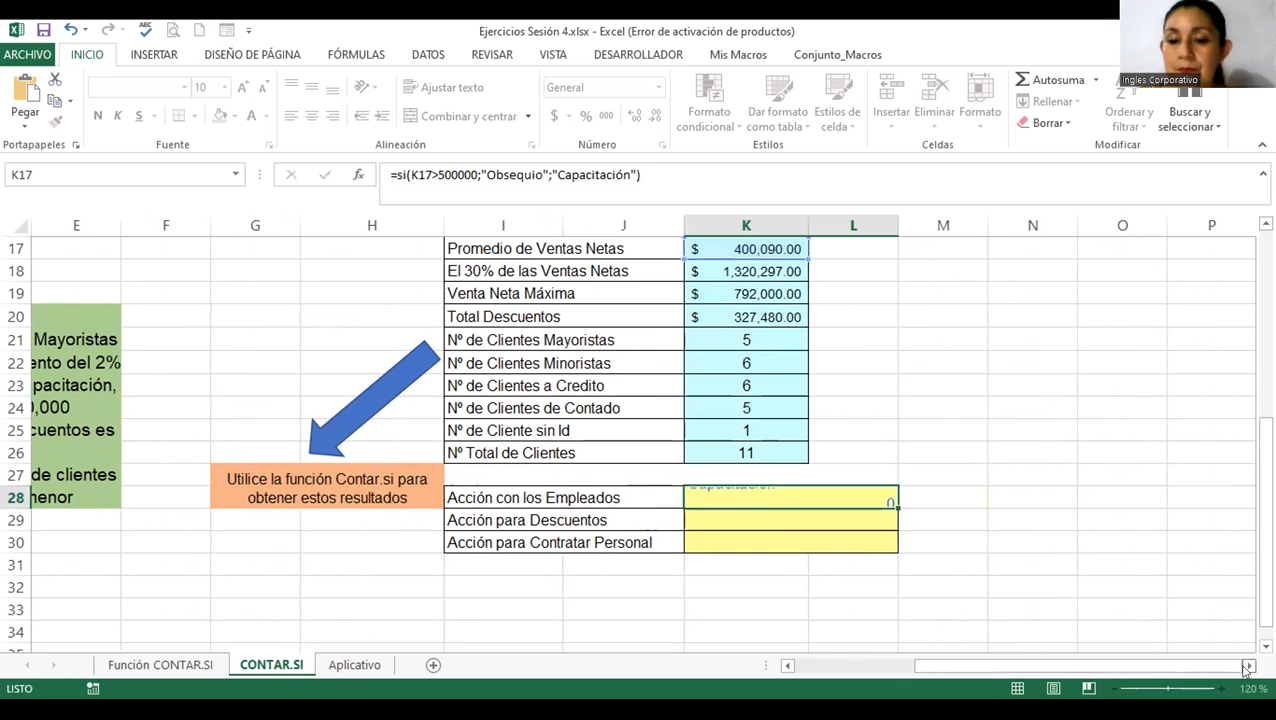 Ejercicios Sesión 4.xlsx - Excel (Error de activación de productos)
Ingles Corporativo
ARCHIVO INICIO INSERTAR DISEÑO DE PÁGINA FÓRMULAS DATOS REVISAR VISTA DESARROLLADOR Mis Macros Conjunto_Macros
Pegar
10
N K S
Ajustar texto
Combinar y centrar
General
$ % 000
Formato condicional
Dar formato como tabla
Estilos de celda
Insertar Eliminar Formato
Autosuma
Rellenar
Borrar
Ordenar y filtrar
Buscar y seleccionar
Portapapeles Fuente Alineación Número Estilos Celdas Modificar
K17 fx =si(K17>500000;"Obsequio";"Capacitación")
E F G H I J K L M N O P
17 Promedio de Ventas Netas $ 400,090.00
18 El 30% de las Ventas Netas $ 1,320,297.00
19 Venta Neta Máxima $ 792,000.00
20 Total Descuentos $ 327,480.00
21 Mayoristas Nº de Clientes Mayoristas 5
22 ento del 2% Nº de Clientes Minoristas 6
23 pacitación, Nº de Clientes a Credito 6
24 0,000 Nº de Clientes de Contado 5
25 cuentos es Nº de Cliente sin Id 1
26 Nº Total de Clientes 11
27 de clientes Utilice la función Contar.si para
28 menor obtener estos resultados Acción con los Empleados 0
29 Acción para Descuentos
30 Acción para Contratar Personal
31
32
33
34
Función CONTAR.SI CONTAR.SI Aplicativo
LISTO 120 %